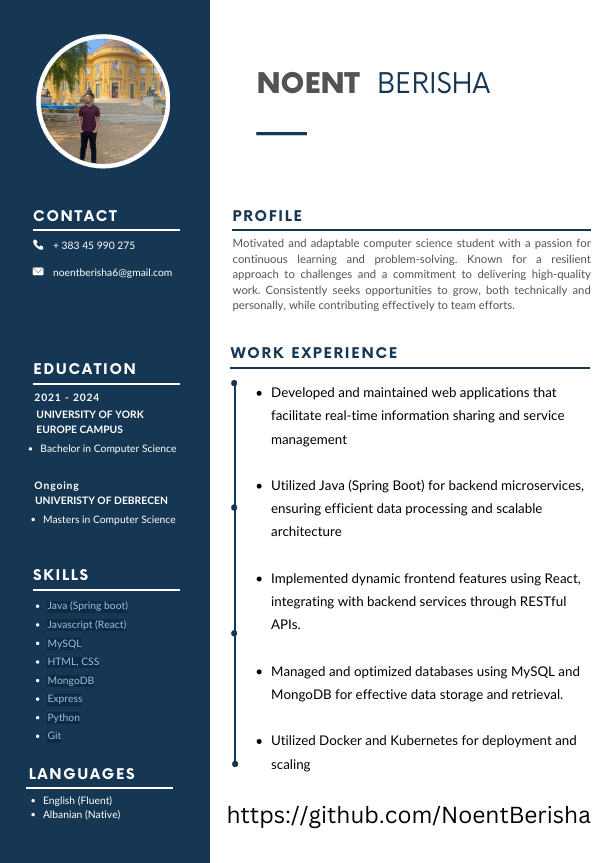 NOENT BERISHA
CONTACT
+ 383 45 990 275
noentberisha6@gmail.com
EDUCATION
2021 - 2024
UNIVERSITY OF YORK
EUROPE CAMPUS
• Bachelor in Computer Science
Ongoing
UNIVERISTY OF DEBRECEN
• Masters in Computer Science
SKILLS
• Java (Spring boot)
• Javascript (React)
• MySQL
• HTML, CSS
• MongoDB
• Express
• Python
• Git
LANGUAGES
• English (Fluent)
• Albanian (Native)
PROFILE
Motivated and adaptable computer science student with a passion for
continuous learning and problem-solving. Known for a resilient
approach to challenges and a commitment to delivering high-quality
work. Consistently seeks opportunities to grow, both technically and
personally, while contributing effectively to team efforts.
WORK EXPERIENCE
• Developed and maintained web applications that
facilitate real-time information sharing and service
management
• Utilized Java (Spring Boot) for backend microservices,
ensuring efficient data processing and scalable
architecture
• Implemented dynamic frontend features using React,
integrating with backend services through RESTful
APIs.
• Managed and optimized databases using MySQL and
MongoDB for effective data storage and retrieval.
• Utilized Docker and Kubernetes for deployment and
scaling
https://github.com/NoentBerisha